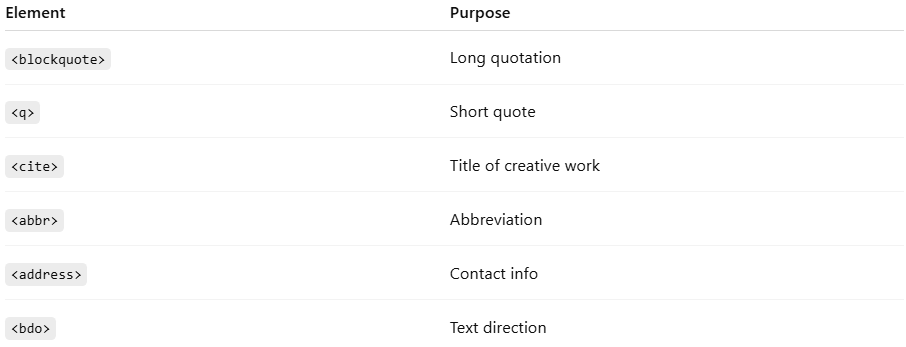 Element Purpose
<blockquote> Long quotation
<q> Short quote
<cite> Title of creative work
<abbr> Abbreviation
<address> Contact info
<bdo> Text direction